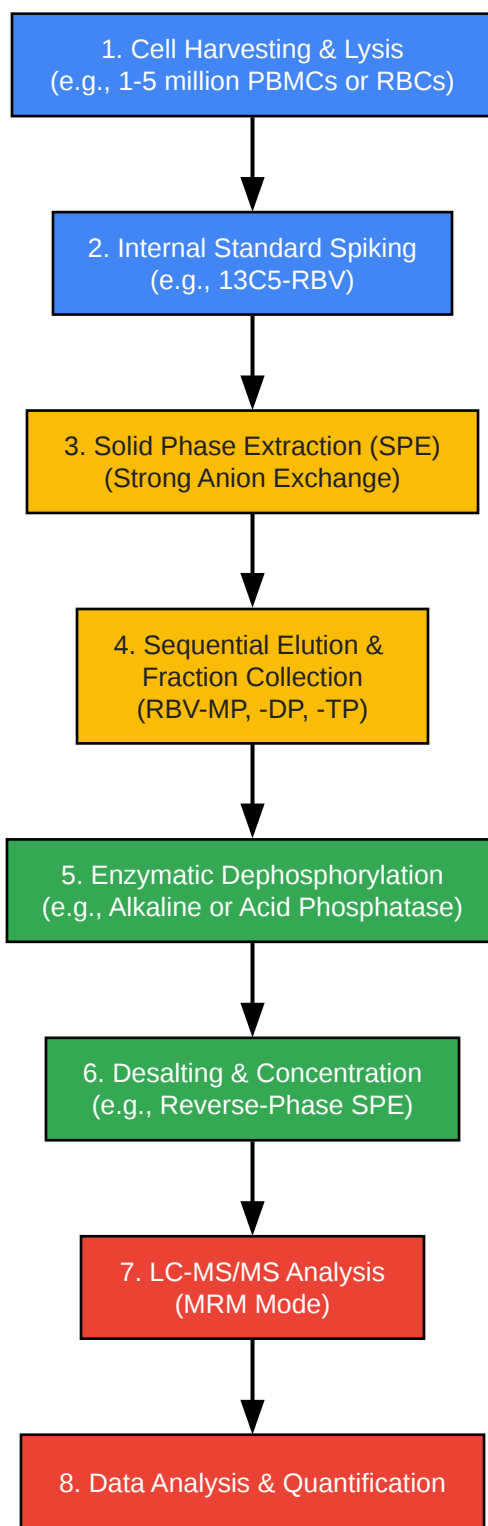 1. Cell Harvesting & Lysis
(e.g., 1-5 million PBMCs or RBCs)
2. Internal Standard Spiking
(e.g., 13C5-RBV)
3. Solid Phase Extraction (SPE)
(Strong Anion Exchange)
4. Sequential Elution &
Fraction Collection
(RBV-MP, -DP, -TP)
5. Enzymatic Dephosphorylation
(e.g., Alkaline or Acid Phosphatase)
6. Desalting & Concentration
(e.g., Reverse-Phase SPE)
7. LC-MS/MS Analysis
(MRM Mode)
8. Data Analysis & Quantification